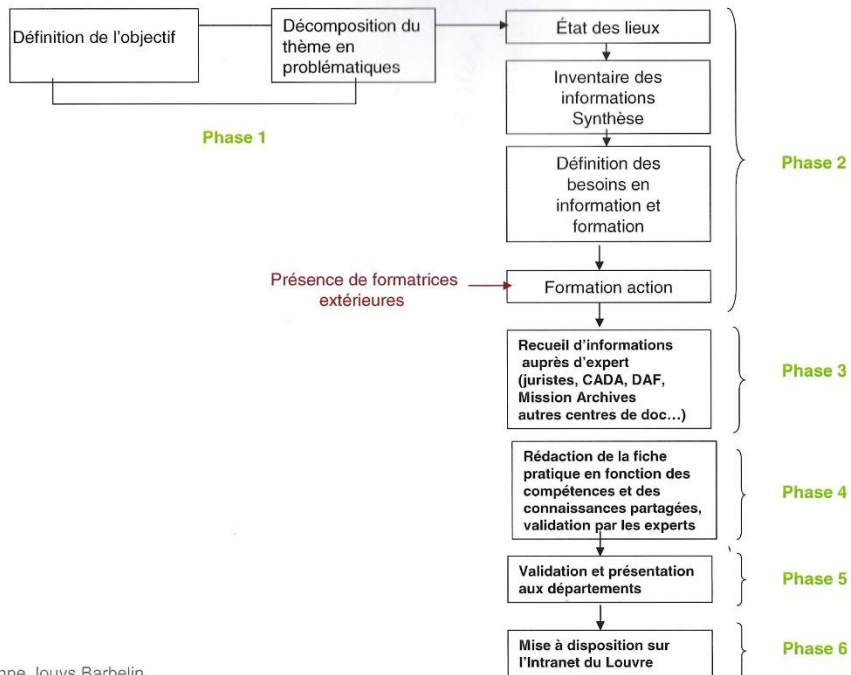 Définition de l'objectif
Décomposition du
thème en
problématiques
État des lieux
Inventaire des
informations
Synthèse
Phase 1
Définition des
besoins en
information et
formation
Phase 2
Présence de formatrices
extérieures
Formation action
Recueil d'informations
auprès d'expert
(juristes, CADA, DAF,
Mission Archives
autres centres de doc...)
Phase 3
Rédaction de la fiche
pratique en fonction des
compétences et des
connaissances partagées,
validation par les experts
Phase 4
Validation et présentation
aux départements
Phase 5
Mise à disposition sur
l'Intranet du Louvre
Phase 6
Jouys Barbelin